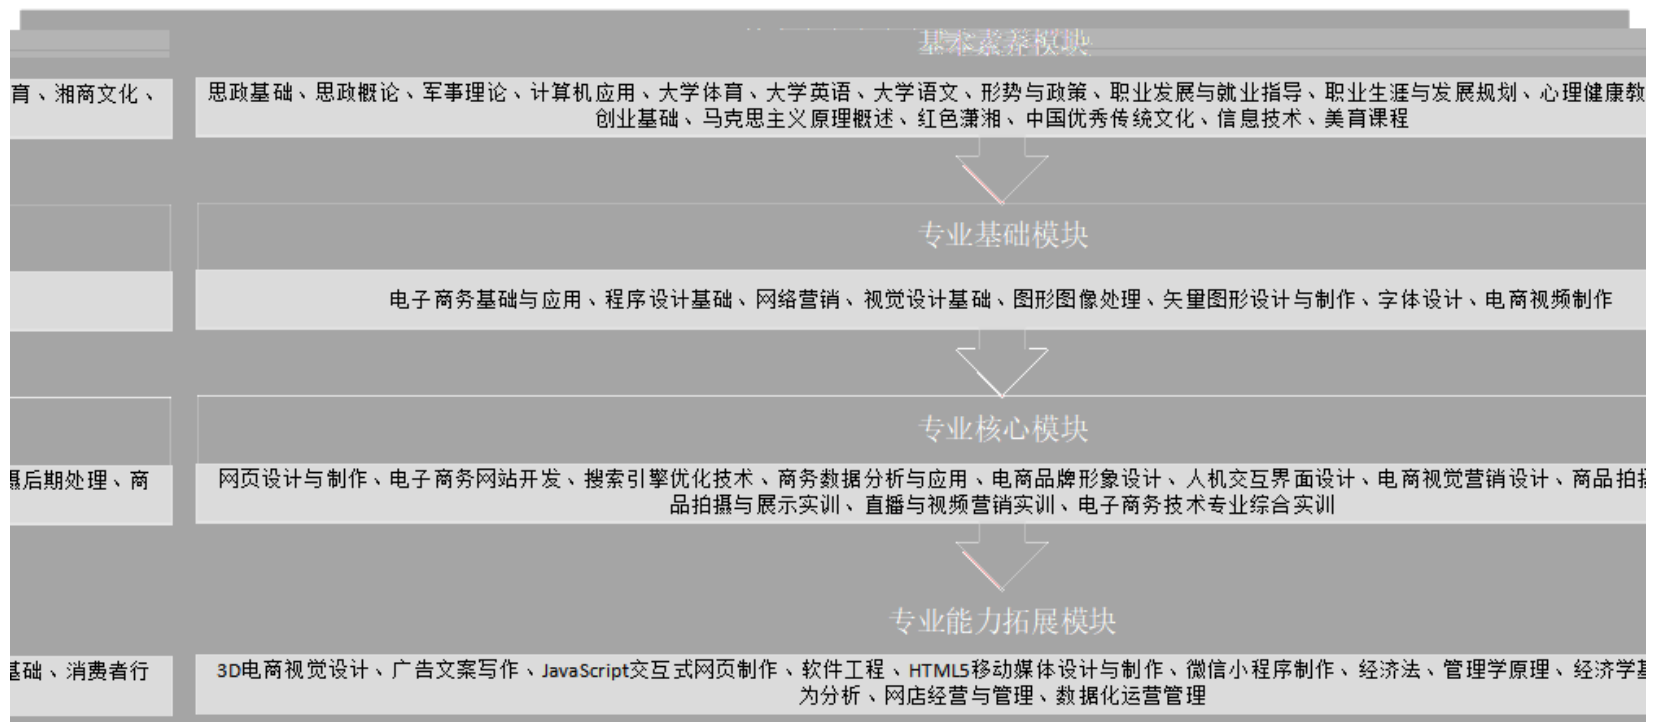 基本素养模块
育、湘商文化、
思政基础、思政概论、军事理论、计算机应用、大学体育、大学英语、大学语文、形势与政策、职业发展与就业指导、职业生涯与发展规划、心理健康教
创业基础、马克思主义原理概述、红色潇湘、中国优秀传统文化、信息技术、美育课程
专业基础模块
电子商务基础与应用、程序设计基础、网络营销、视觉设计基础、图形图像处理、矢量图形设计与制作、字体设计、电商视频制作
专业核心模块
摄后期处理、商
网页设计与制作、电子商务网站开发、搜索引擎优化技术、商务数据分析与应用、电商品牌形象设计、人机交互界面设计、电商视觉营销设计、商品拍
品拍摄与展示实训、直播与视频营销实训、电子商务技术专业综合实训
专业能力拓展模块
基础、消费者行
3D电商视觉设计、广告文案写作、JavaScript交互式网页制作、软件工程、HTML5移动媒体设计与制作、微信小程序制作、经济法、管理学原理、经济学
为分析、网店经营与管理、数据化运营管理